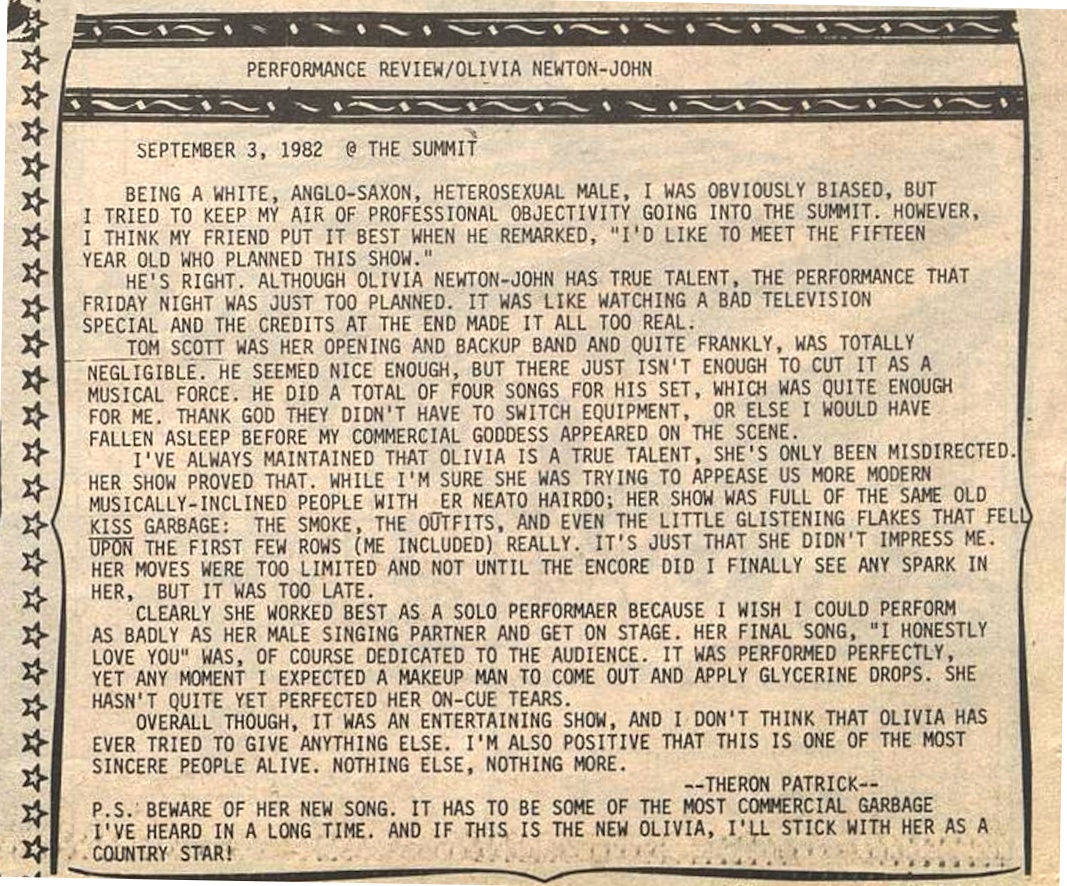 PERFORMANCE REVIEW/OLIVIA NEWTON-JOHN
SEPTEMBER 3, 1982 @ THE SUMMIT
BEING A WHITE, ANGLO-SAXON, HETEROSEXUAL MALE, I WAS OBVIOUSLY BIASED, BUT
I TRIED TO KEEP MY AIR OF PROFESSIONAL OBJECTIVITY GOING INTO THE SUMMIT. HOWEVER,
I THINK MY FRIEND PUT IT BEST WHEN HE REMARKED, "I'D LIKE TO MEET THE FIFTEEN
YEAR OLD WHO PLANNED THIS SHOW."
HE'S RIGHT. ALTHOUGH OLIVIA NEWTON-JOHN HAS TRUE TALENT, THE PERFORMANCE THAT
FRIDAY NIGHT WAS JUST TOO PLANNED. IT WAS LIKE WATCHING A BAD TELEVISION
SPECIAL AND THE CREDITS AT THE END MADE IT ALL TOO REAL.
TOM SCOTT WAS HER OPENING AND BACKUP BAND AND QUITE FRANKLY, WAS TOTALLY
NEGLIGIBLE. HE SEEMED NICE ENOUGH, BUT THERE JUST ISN'T ENOUGH TO CUT IT AS A
MUSICAL FORCE. HE DID A TOTAL OF FOUR SONGS FOR HIS SET, WHICH WAS QUITE ENOUGH
FOR ME. THANK GOD THEY DIDN'T HAVE TO SWITCH EQUIPMENT, OR ELSE I WOULD HAVE
FALLEN ASLEEP BEFORE MY COMMERCIAL GODDESS APPEARED ON THE SCENE.
I'VE ALWAYS MAINTAINED THAT OLIVIA IS A TRUE TALENT, SHE'S ONLY BEEN MISDIRECTED.
HER SHOW PROVED THAT. WHILE I'M SURE SHE WAS TRYING TO APPEASE US MORE MODERN
MUSICALLY-INCLINED PEOPLE WITH _ER NEATO HAIRDO; HER SHOW WAS FULL OF THE SAME OLD
KISS GARBAGE: THE SMOKE, THE OUTFITS, AND EVEN THE LITTLE GLISTENING FLAKES THAT FELL
UPON THE FIRST FEW ROWS (ME INCLUDED) REALLY. IT'S JUST THAT SHE DIDN'T IMPRESS ME.
HER MOVES WERE TOO LIMITED AND NOT UNTIL THE ENCORE DID I FINALLY SEE ANY SPARK IN
HER, BUT IT WAS TOO LATE.
CLEARLY SHE WORKED BEST AS A SOLO PERFORMAER BECAUSE I WISH I COULD PERFORM
AS BADLY AS HER MALE SINGING PARTNER AND GET ON STAGE. HER FINAL SONG, "I HONESTLY
LOVE YOU" WAS, OF COURSE DEDICATED TO THE AUDIENCE. IT WAS PERFORMED PERFECTLY,
YET ANY MOMENT I EXPECTED A MAKEUP MAN TO COME OUT AND APPLY GLYCERINE DROPS. SHE
HASN'T QUITE YET PERFECTED HER ON-CUE TEARS.
OVERALL THOUGH, IT WAS AN ENTERTAINING SHOW, AND I DON'T THINK THAT OLIVIA HAS
EVER TRIED TO GIVE ANYTHING ELSE. I'M ALSO POSITIVE THAT THIS IS ONE OF THE MOST
SINCERE PEOPLE ALIVE. NOTHING ELSE, NOTHING MORE.
--THERON PATRICK--
P.S. BEWARE OF HER NEW SONG. IT HAS TO BE SOME OF THE MOST COMMERCIAL GARBAGE
I'VE HEARD IN A LONG TIME. AND IF THIS IS THE NEW OLIVIA, I'LL STICK WITH HER AS A
COUNTRY STAR!